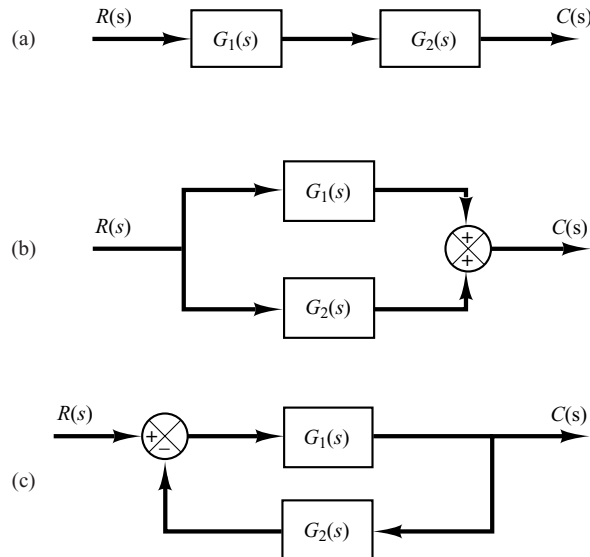 (a) R(s) G₁(s) G₂(s) C(s)
G₁(s)
(b) R(s) + C(s)
+
G₂(s)
R(s) C(s)
+ − G₁(s)
(c)
G₂(s)